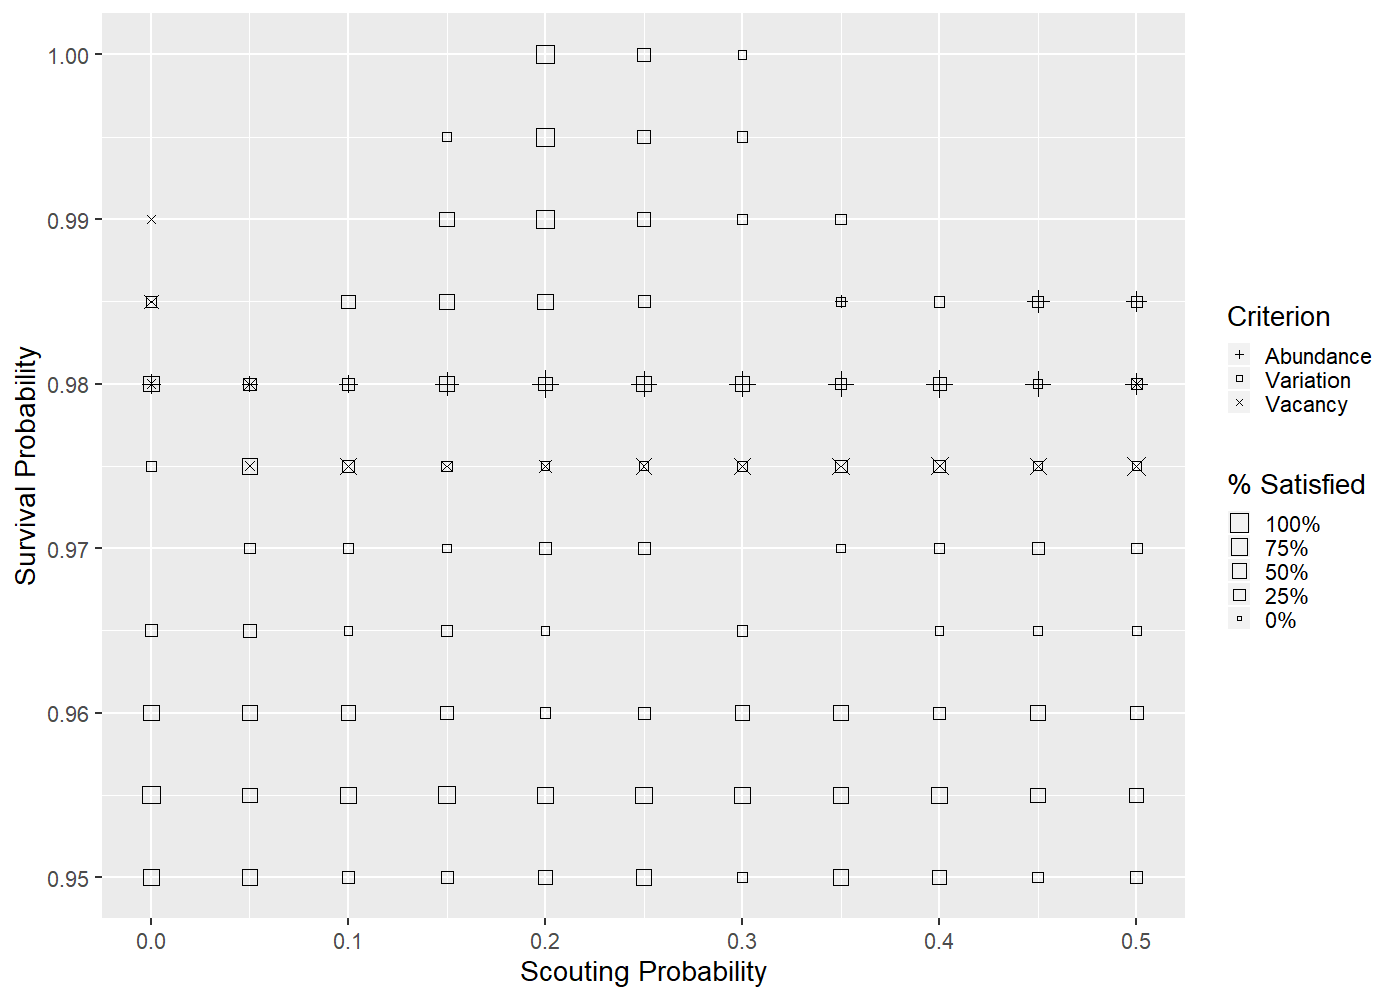 1.00
0.99
0.98
0.97
0.96
0.95
Survival Probability
0.0 0.1 0.2 0.3 0.4 0.5
Scouting Probability
Criterion
Abundance
Variation
Vacancy
% Satisfied
100%
75%
50%
25%
0%